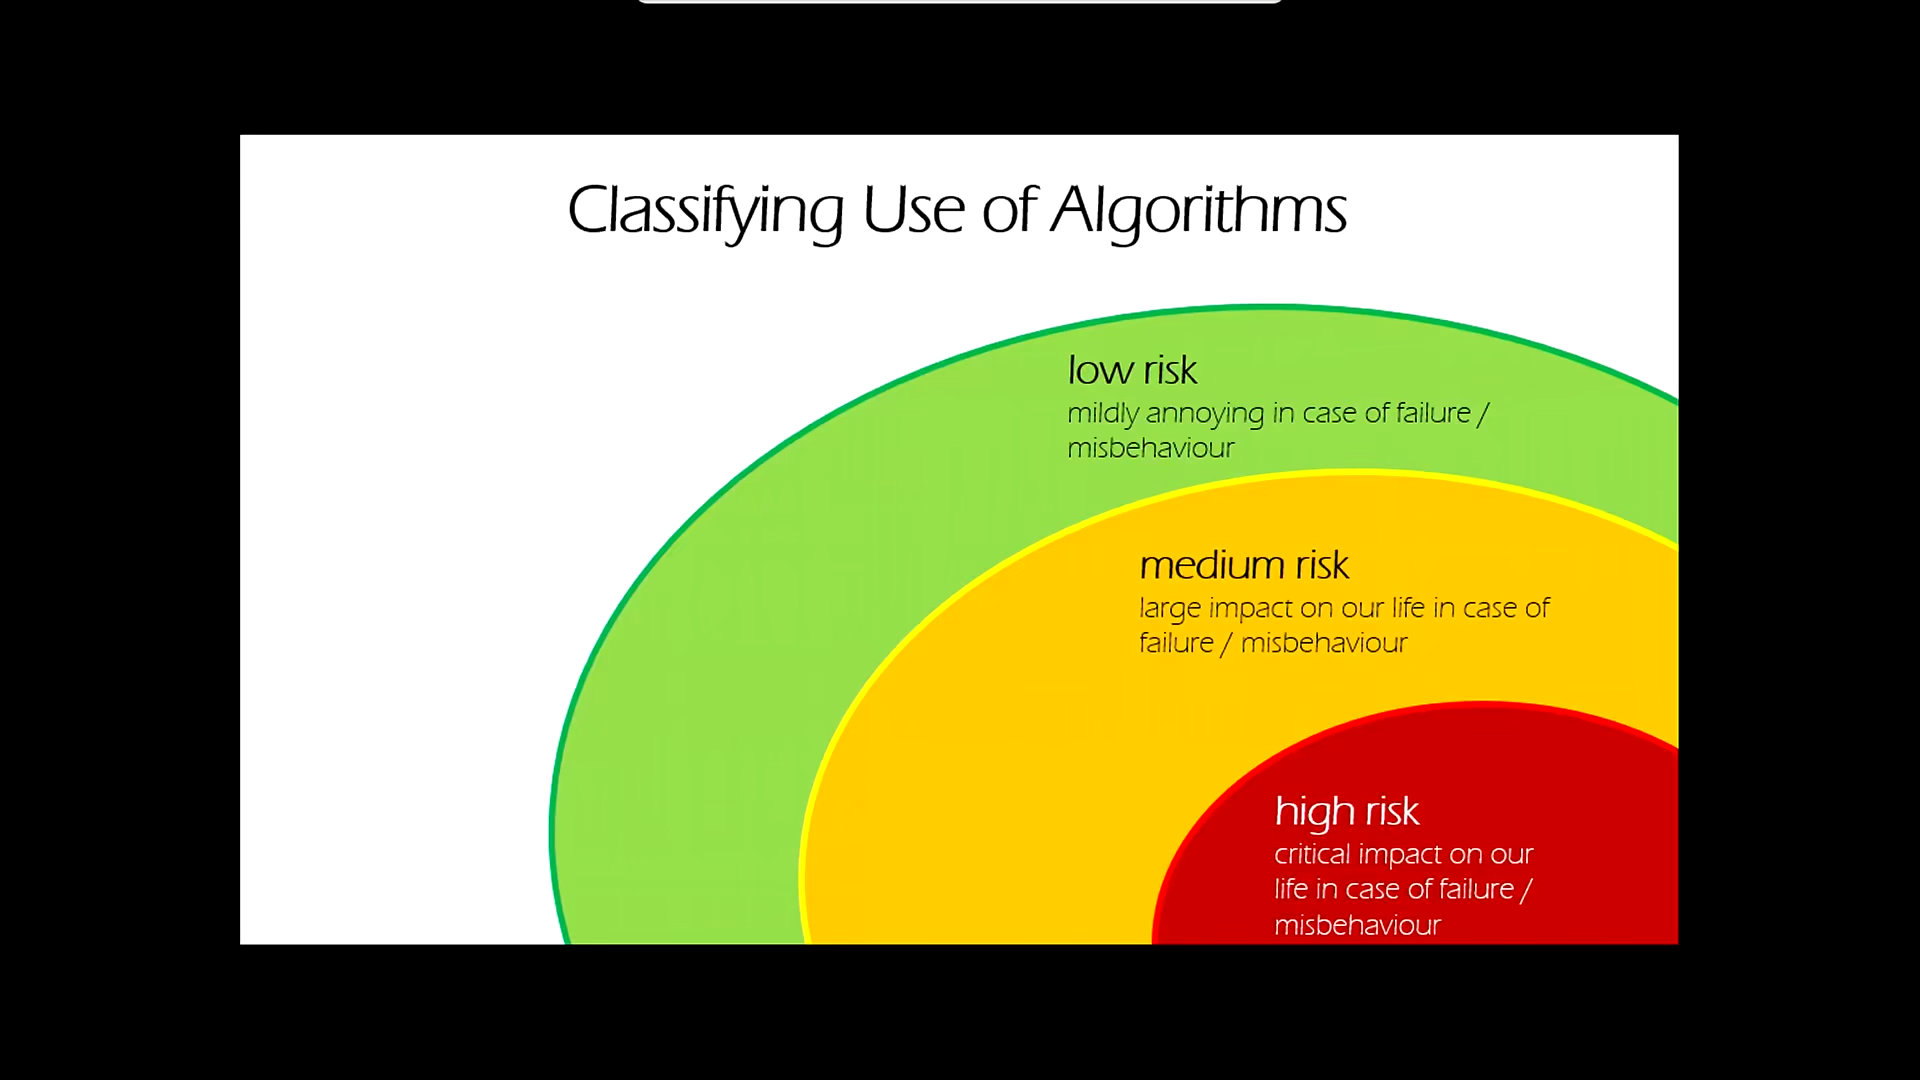 Classifying Use of Algorithms
low risk
mildly annoying in case of failure /
misbehaviour
medium risk
large impact on our life in case of
failure / misbehaviour
high risk
critical impact on our
life in case of failure /
misbehaviour